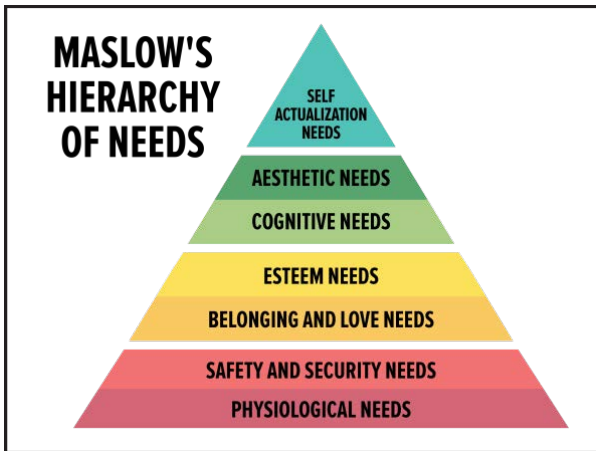 MASLOW'S
HIERARCHY
OF NEEDS
SELF
ACTUALIZATION
NEEDS
AESTHETIC NEEDS
COGNITIVE NEEDS
ESTEEM NEEDS
BELONGING AND LOVE NEEDS
SAFETY AND SECURITY NEEDS
PHYSIOLOGICAL NEEDS